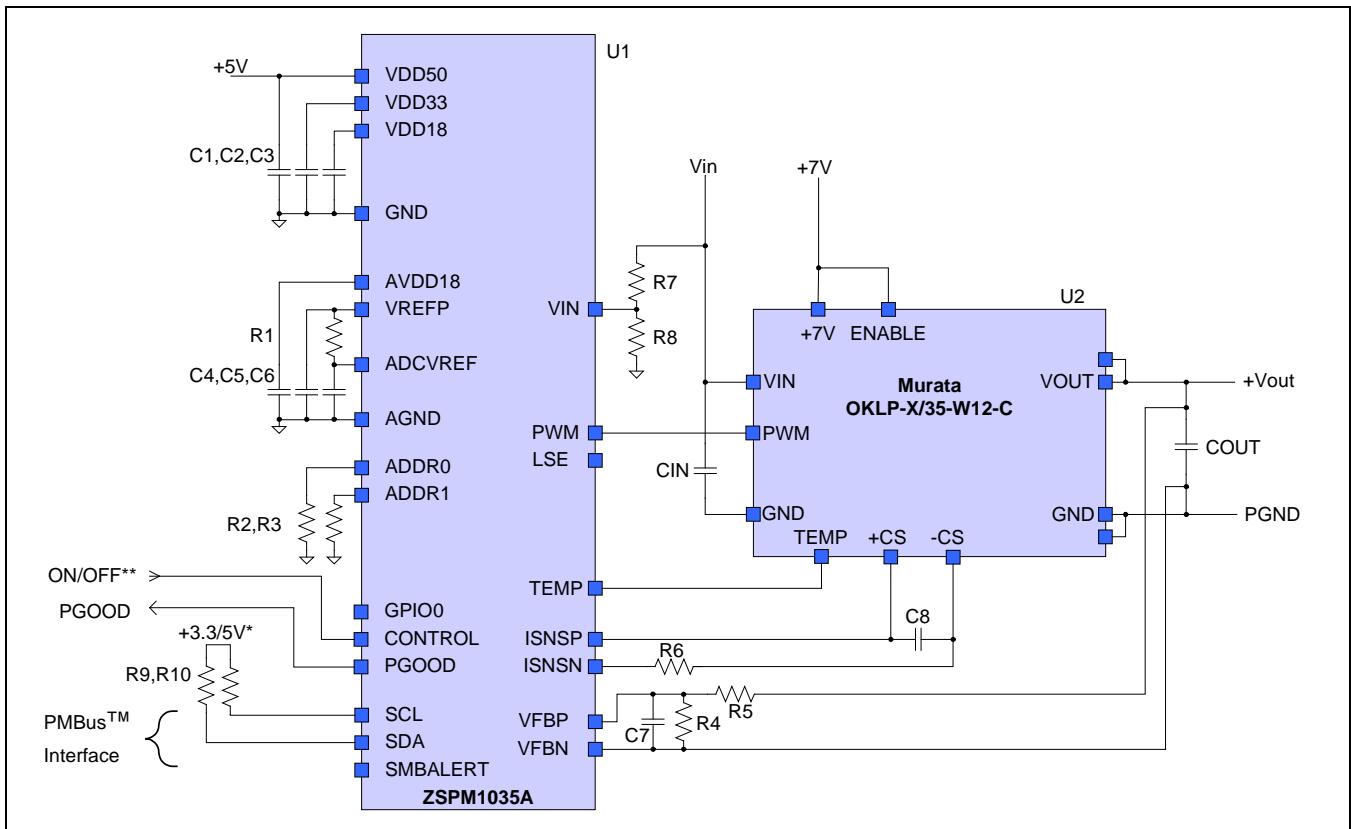 U1
+5V
VDD50
VDD33
VDD18
C1,C2,C3
GND
AVDD18
VREFP
R1
ADCVREF
C4,C5,C6
AGND
ADDR0
ADDR1
R2,R3
ON/OFF**
PGOOD
GPIO0
CONTROL
PGOOD
+3.3/5V*
R9,R10
SCL
SDA
SMBALERT
PMBus™
Interface
ZSPM1035A
VIN
PWM
LSE
TEMP
ISNSP
ISNSN
VFBP
VFBN
Vin
+7V
R7
R8
CIN
U2
+7V
ENABLE
VIN
Murata
OKLP-X/35-W12-C
VOUT
+Vout
PWM
COUT
GND
GND
PGND
TEMP
+CS
-CS
C8
R6
R5
C7
R4